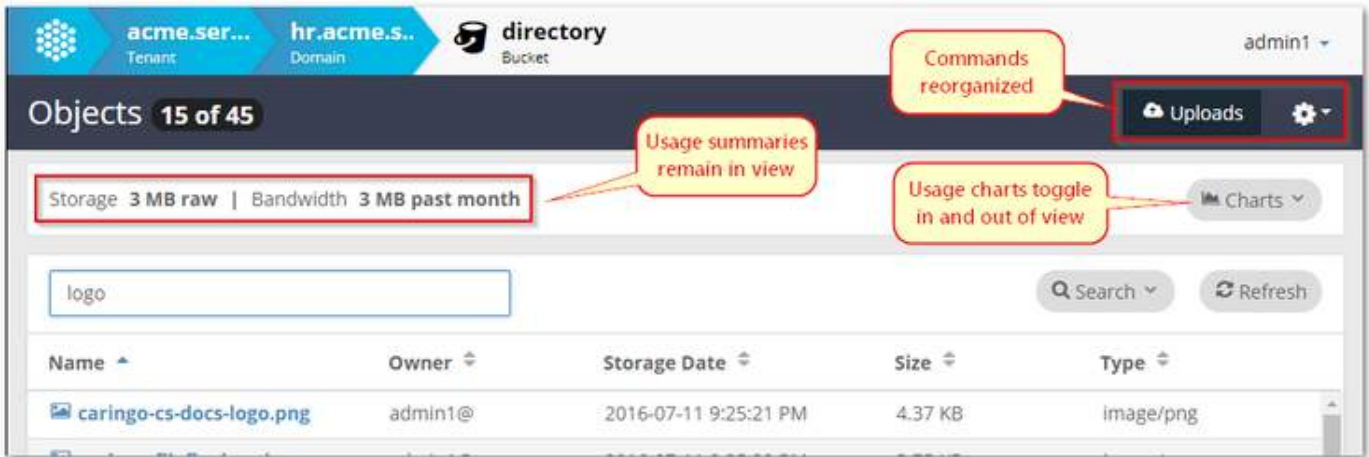 acme.ser... hr.acme.s.. directory
Tenant Domain Bucket
admin1
Commands
reorganized
Objects 15 of 45
Uploads
Usage summaries
remain in view
Storage 3 MB raw | Bandwidth 3 MB past month
Usage charts toggle
in and out of view
Charts
logo
Search Refresh
Name Owner Storage Date Size Type
caringo-cs-docs-logo.png admin1@ 2016-07-11 9:25:21 PM 4.37 KB image/png